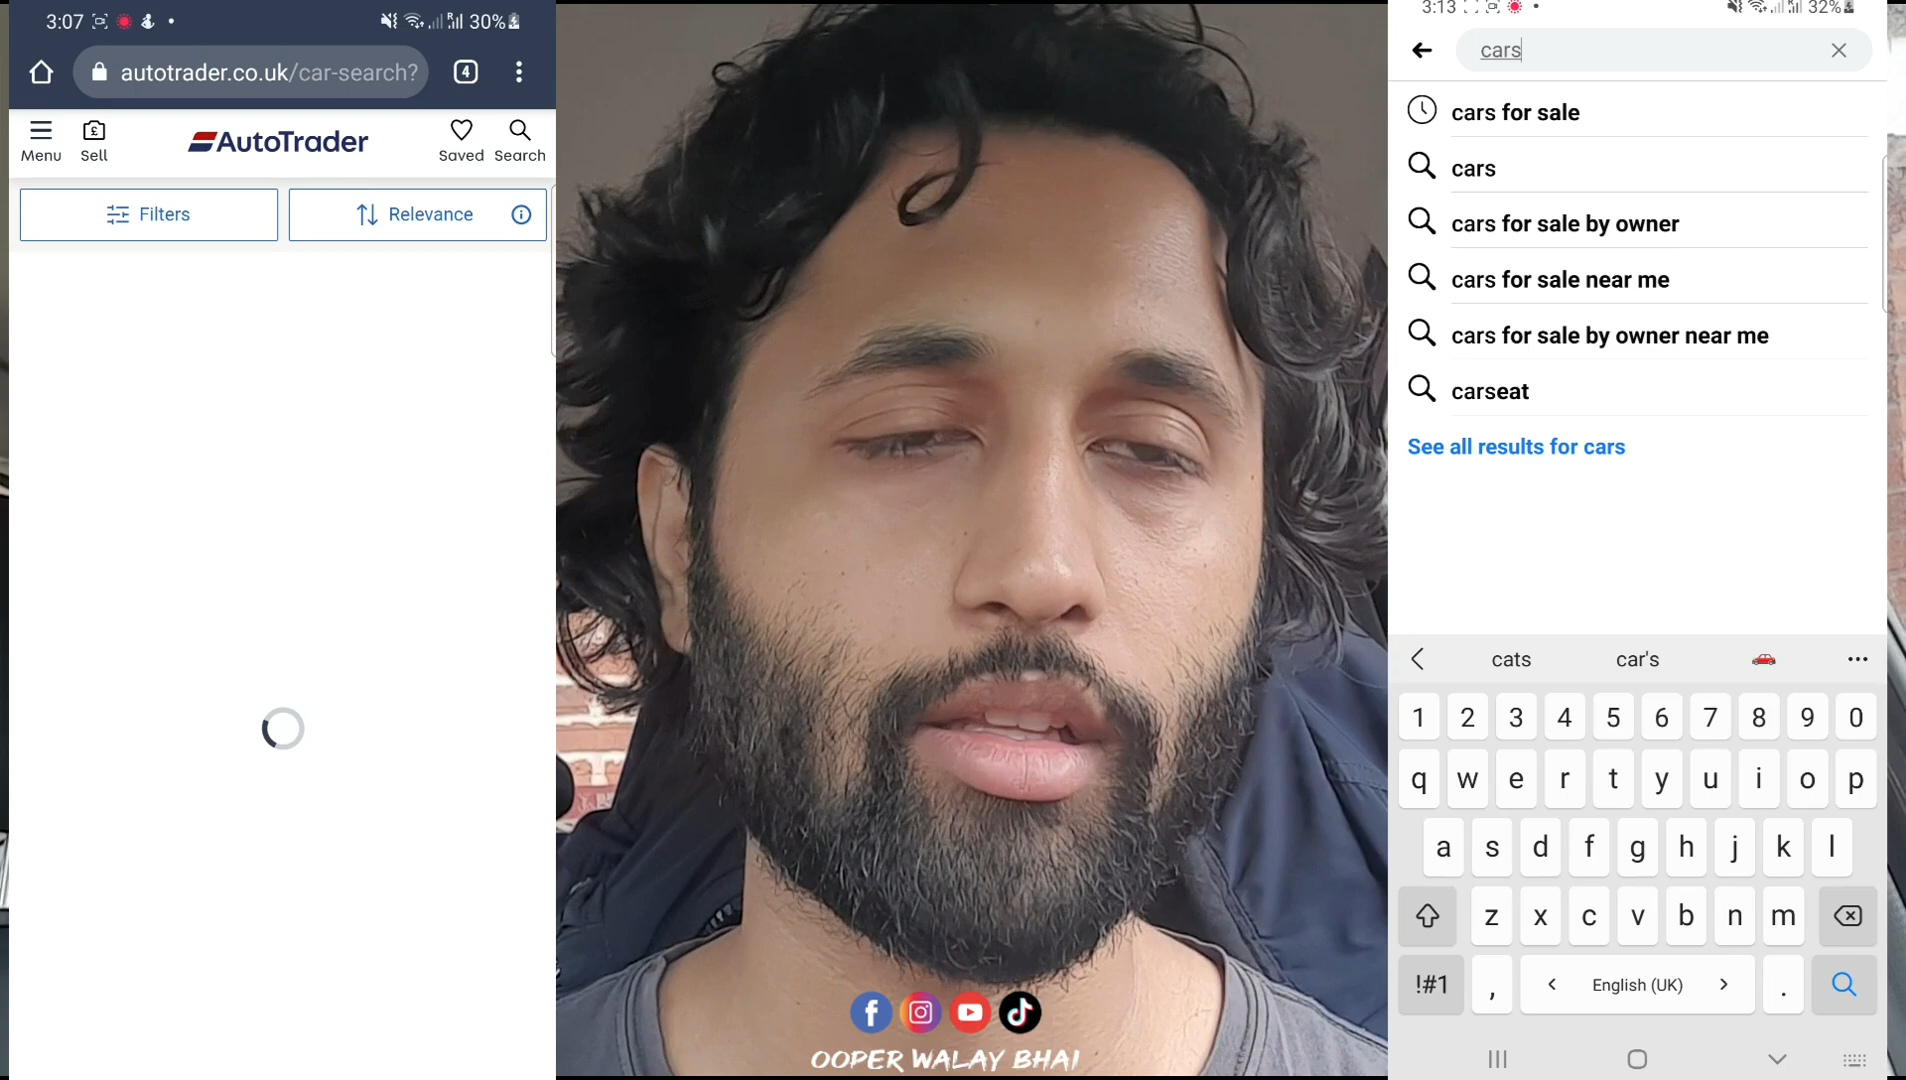 3:07
30%
autotrader.co.uk/car-search?
4
Menu
Sell
AutoTrader
Saved
Search
Filters
Relevance
OOPER WALAY BHAI
3:13
32%
cars
cars for sale
cars
cars for sale by owner
cars for sale near me
cars for sale by owner near me
carseat
See all results for cars
cats car's
1 2 3 4 5 6 7 8 9 0
q w e r t y u i o p
a s d f g h j k l
z x c v b n m
!#1 , English (UK) .